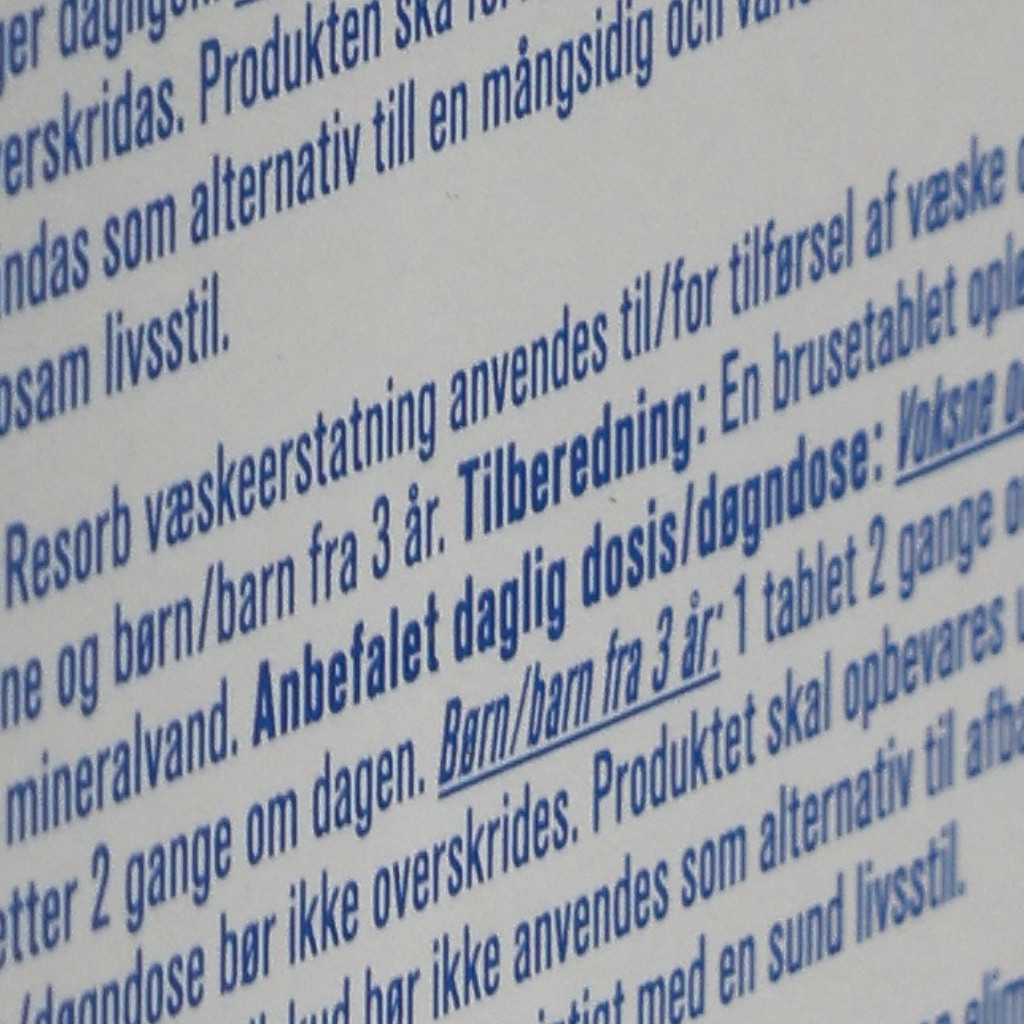 dagligen.
erskridas. Produkten ska
ndas som alternativ till en mångsidig och
osam livsstil.
Resorb væskeerstatning anvendes til/for tilførsel af væske
ne og børn/barn fra 3 år. Tilberedning: En brusetablet
mineralvand. Anbefalet daglig dosis/døgndose: Voksne
etter 2 gange om dagen. Børn/barn fra 3 år: 1 tablet 2 gange
/døgndose bør ikke overskrides. Produktet skal opbevares
bør ikke anvendes som alternativ til
med en sund livsstil.